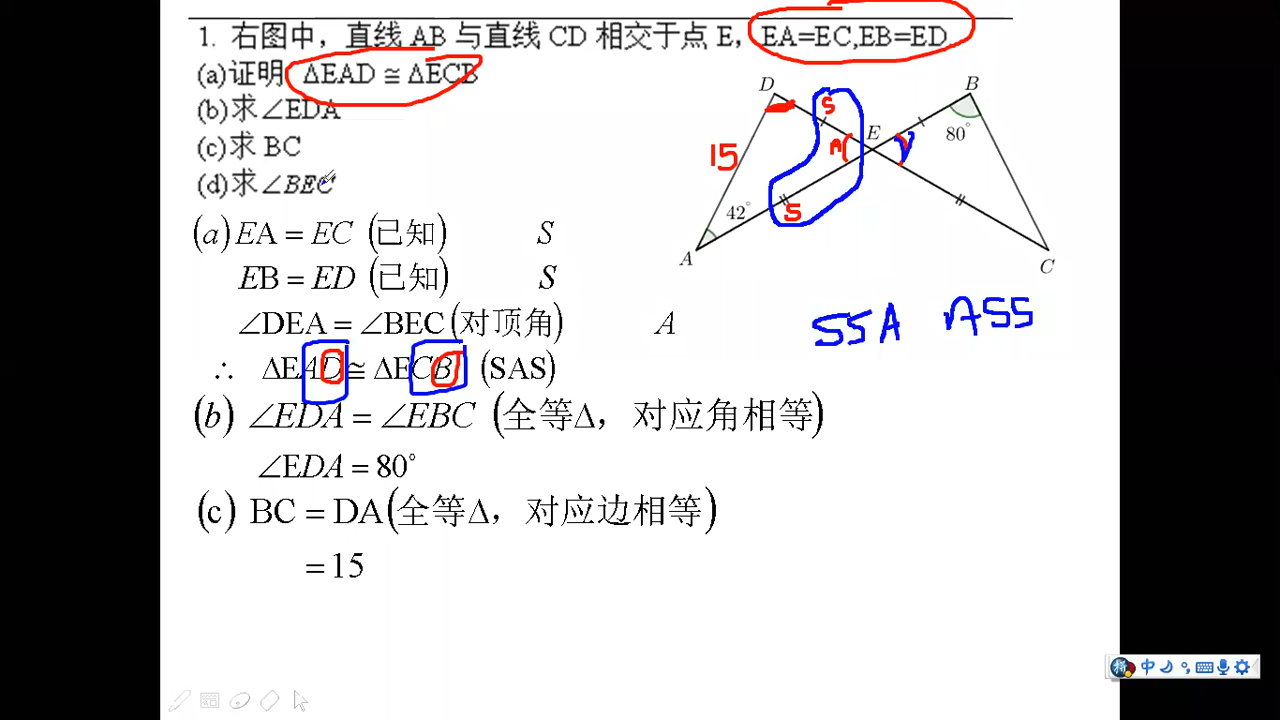 1. 右图中，直线 AB 与直线 CD 相交于点 E，EA=EC,EB=ED
(a)证明 ΔEAD ≅ ΔECB
(b)求 ∠EDA
(c)求 BC
(d)求 ∠BEC
D
B
S
E
A
80°
15
42°
S
A
C
(a) EA = EC (已知) S
EB = ED (已知) S
∠DEA = ∠BEC (对顶角) A
SSA ASS
∴ ΔEAD ≅ ΔECB (SAS)
(b) ∠EDA = ∠EBC (全等Δ，对应角相等)
∠EDA = 80°
(c) BC = DA(全等Δ，对应边相等)
= 15
中